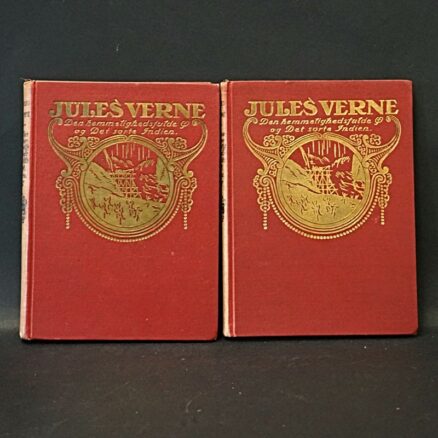 JULES VERNE
Den hemmelighedsfulde Ø
og Det sorte Indien.
JULES VERNE
Den hemmelighedsfulde Ø
og Det sorte Indien.